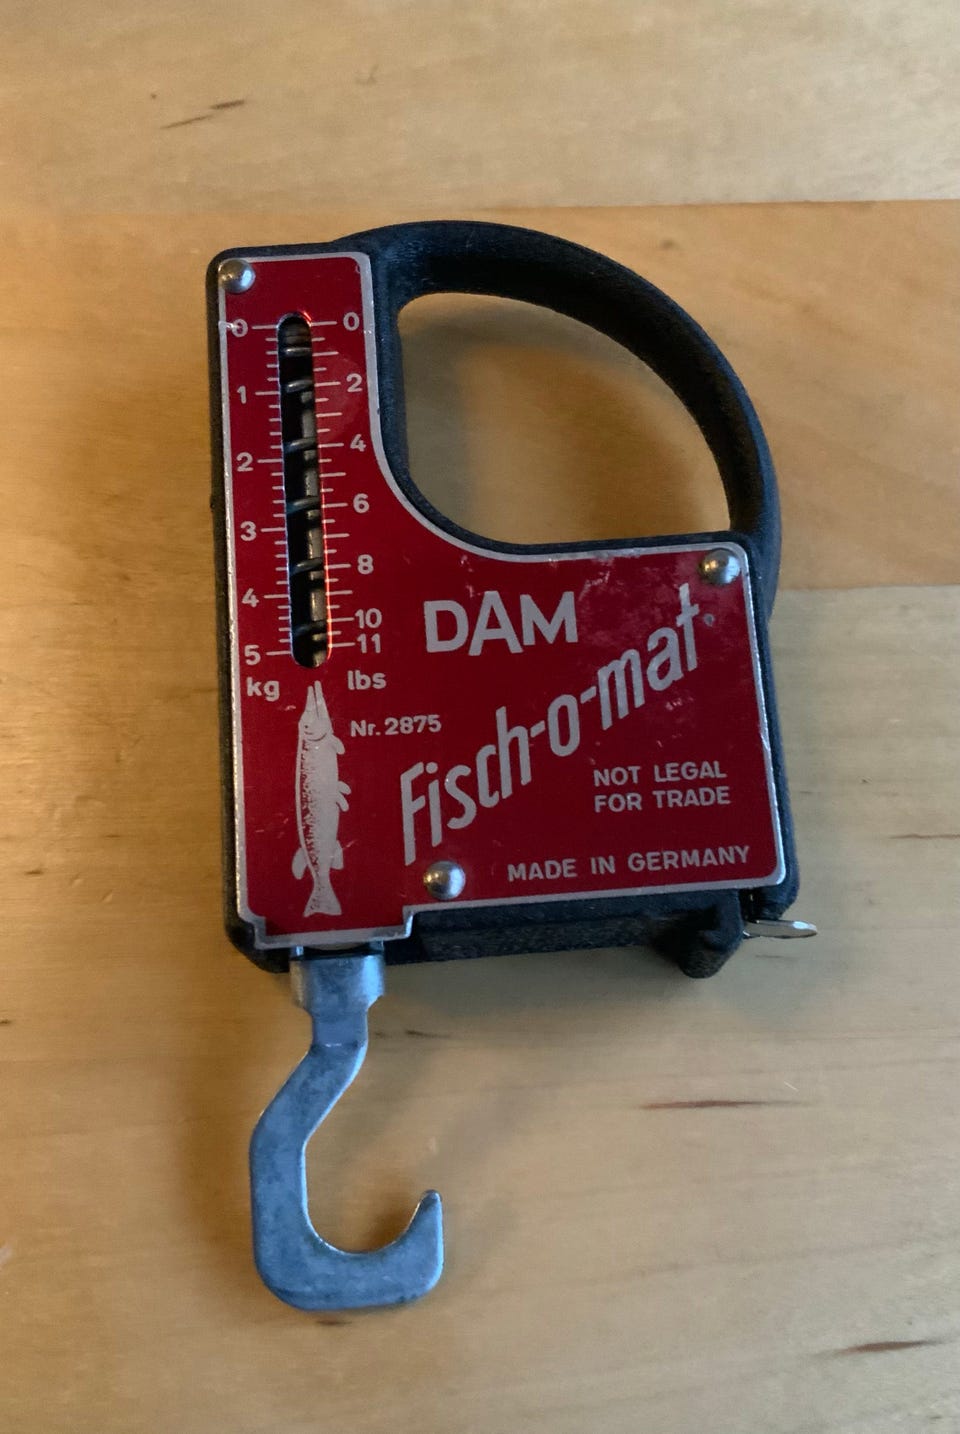 0 0
1 2
2 4
3 6
4 8
10
5 11
kg lbs
DAM
Fisch-o-mat
Nr. 2875
NOT LEGAL
FOR TRADE
MADE IN GERMANY